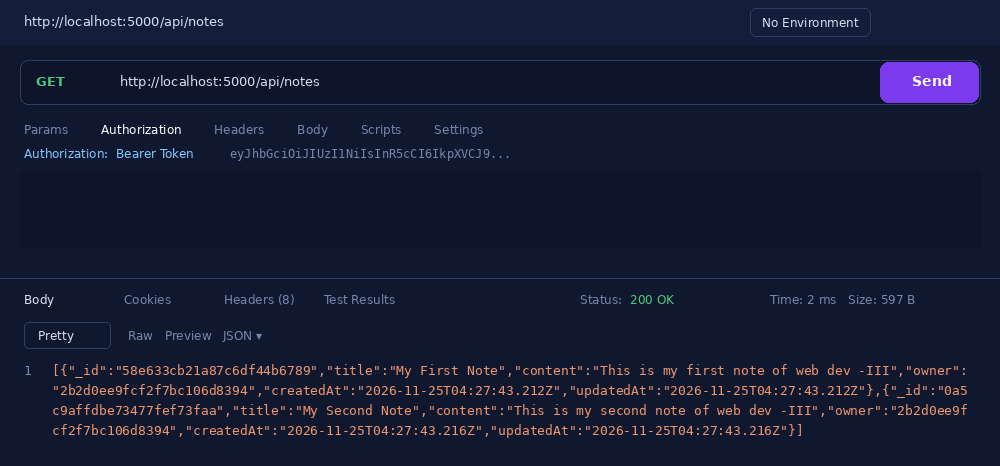 http://localhost:5000/api/notes No Environment
GET http://localhost:5000/api/notes Send
Params Authorization Headers Body Scripts Settings
Authorization: Bearer Token eyJhbGciOiJIUzI1NiIsInR5cCI6IkpXVCJ9...
Body Cookies Headers (8) Test Results Status: 200 OK Time: 2 ms Size: 597 B
Pretty Raw Preview JSON ▾
1 [{"_id":"58e633cb21a87c6df44b6789","title":"My First Note","content":"This is my first note of web dev -III","owner":
"2b2d0ee9fcf2f7bc106d8394","createdAt":"2026-11-25T04:27:43.212Z","updatedAt":"2026-11-25T04:27:43.212Z"},{"_id":"0a5
c9affdbe73477fef73faa","title":"My Second Note","content":"This is my second note of web dev -III","owner":"2b2d0ee9f
cf2f7bc106d8394","createdAt":"2026-11-25T04:27:43.216Z","updatedAt":"2026-11-25T04:27:43.216Z"}]